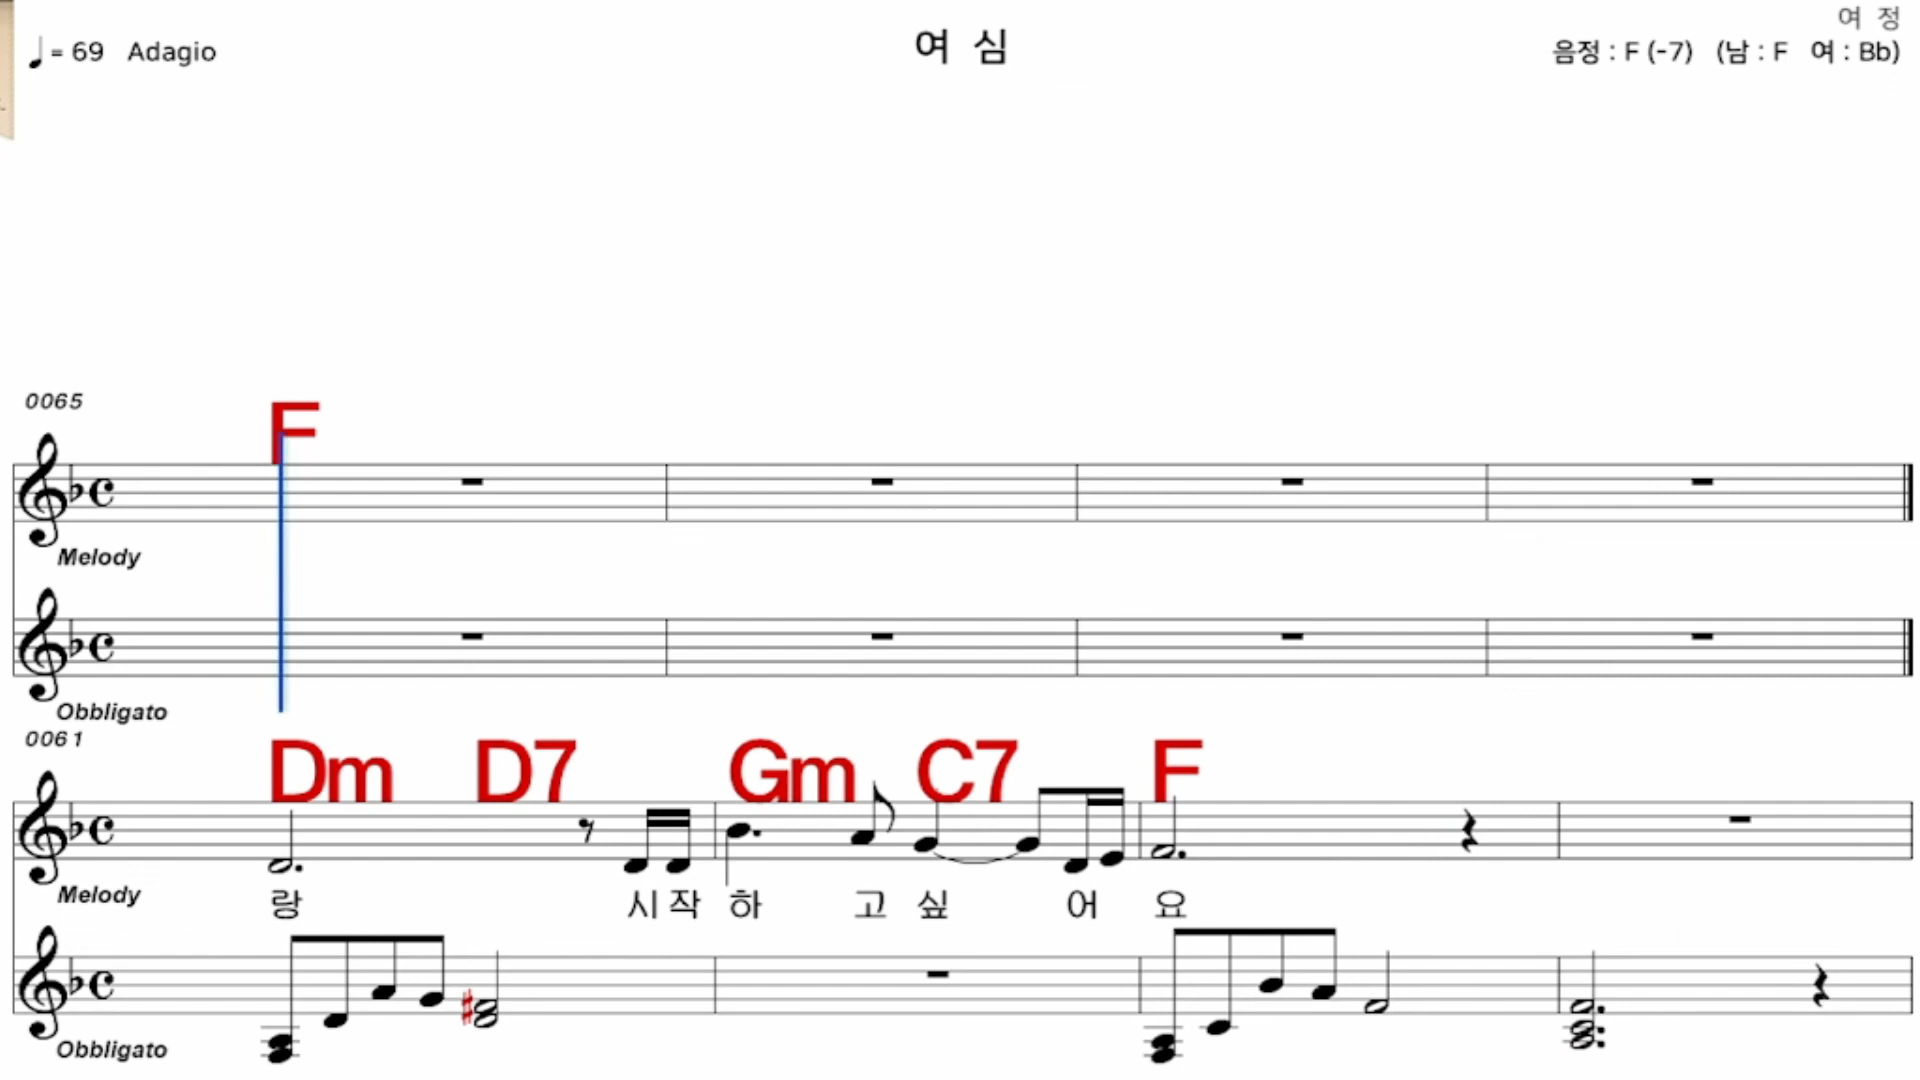 여 정
= 69 Adagio
여 심
음정 : F (-7) (남 : F 여 : Bb)
0065
F
Melody
Obbligato
0061
Dm D7 Gm C7 F
Melody
랑 시 작 하 고 싶 어 요
Obbligato